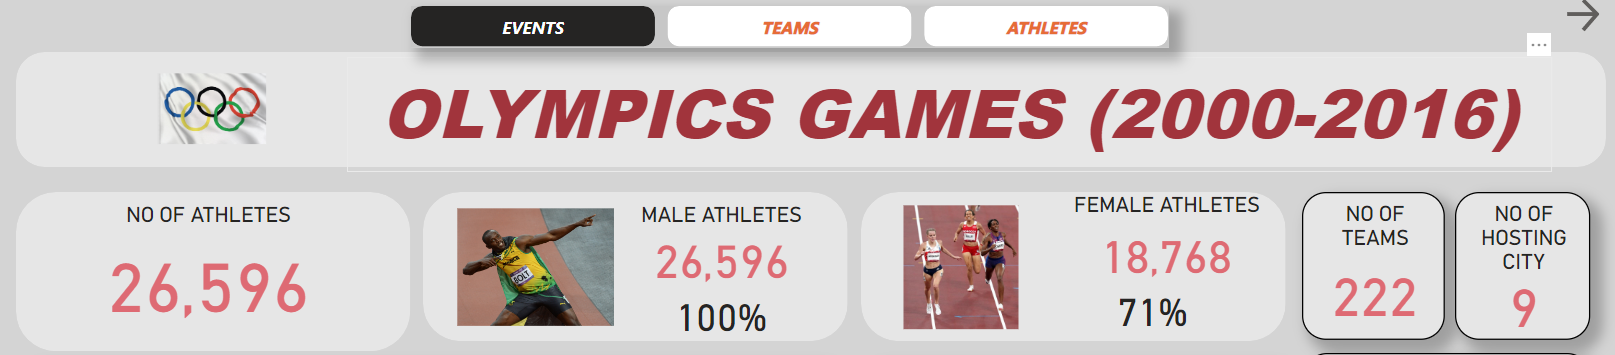 EVENTS
TEAMS
ATHLETES
OLYMPICS GAMES (2000-2016)
NO OF ATHLETES
26,596
MALE ATHLETES
26,596
100%
BOLT
FEMALE ATHLETES
18,768
71%
NO OF
TEAMS
222
NO OF
HOSTING
CITY
9